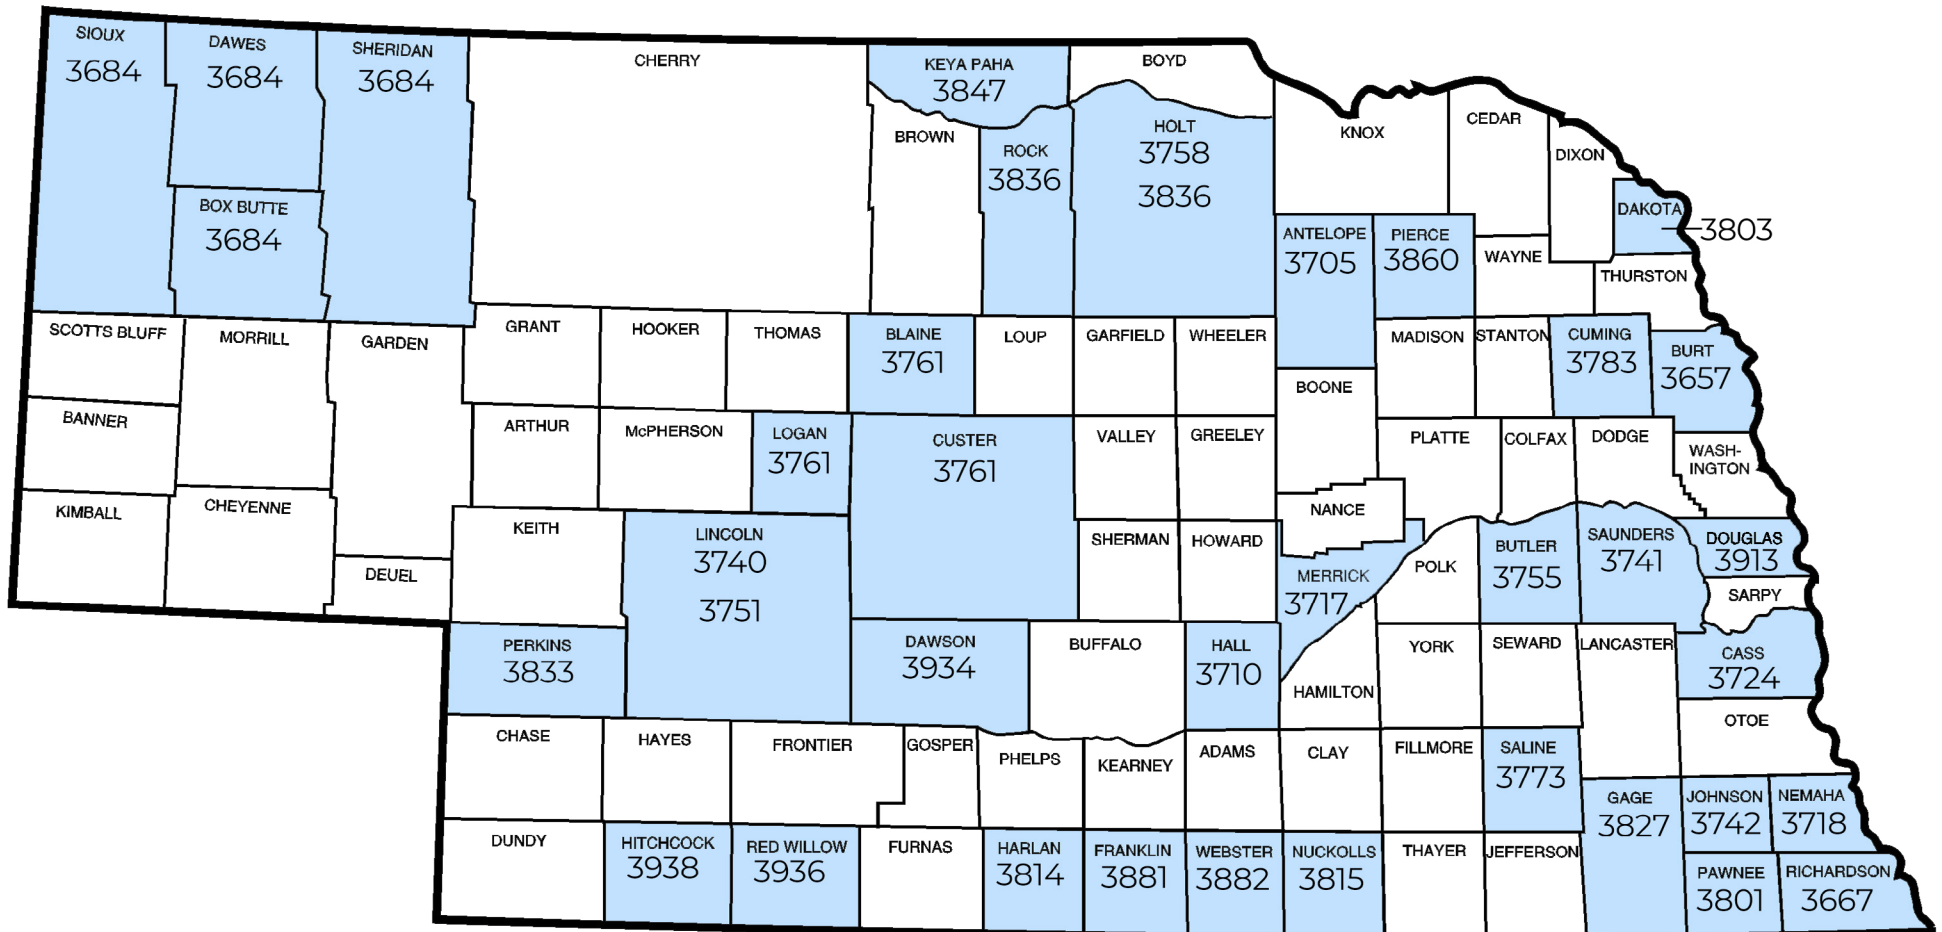 SIOUX
3684
DAWES
3684
SHERIDAN
3684
CHERRY
KEYA PAHA
3847
BOYD
BROWN
ROCK
3836
HOLT
3758
3836
KNOX
CEDAR
DIXON
DAKOTA
3803
BOX BUTTE
3684
ANTELOPE
3705
PIERCE
3860
WAYNE
THURSTON
SCOTTS BLUFF
MORRILL
GARDEN
GRANT
HOOKER
THOMAS
BLAINE
3761
LOUP
GARFIELD
WHEELER
MADISON
STANTON
CUMING
3783
BURT
3657
BOONE
BANNER
ARTHUR
McPHERSON
LOGAN
3761
CUSTER
3761
VALLEY
GREELEY
PLATTE
COLFAX
DODGE
WASH-
INGTON
KIMBALL
CHEYENNE
NANCE
KEITH
LINCOLN
3740
3751
SHERMAN
HOWARD
MERRICK
3717
POLK
BUTLER
3755
SAUNDERS
3741
DOUGLAS
3913
DEUEL
SARPY
PERKINS
3833
DAWSON
3934
BUFFALO
HALL
3710
HAMILTON
YORK
SEWARD
LANCASTER
CASS
3724
OTOE
CHASE
HAYES
FRONTIER
GOSPER
PHELPS
KEARNEY
ADAMS
CLAY
FILLMORE
SALINE
3773
GAGE
3827
JOHNSON
3742
NEMAHA
3718
DUNDY
HITCHCOCK
3938
RED WILLOW
3936
FURNAS
HARLAN
3814
FRANKLIN
3881
WEBSTER
3882
NUCKOLLS
3815
THAYER
JEFFERSON
PAWNEE
3801
RICHARDSON
3667